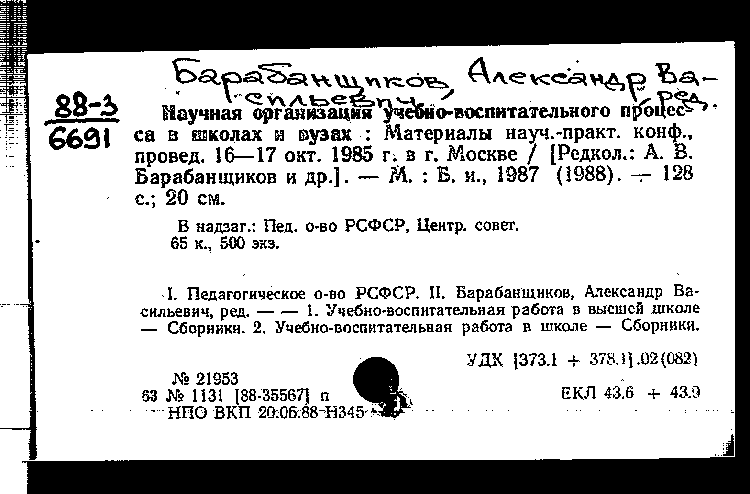 Барабанщиков, Александр Ва-
сильевич, ред.
88-3
6691
Научная организация учебно-воспитательного процес-
са в школах и вузах : Материалы науч.-практ. конф.,
провед. 16—17 окт. 1985 г. в г. Москве / [Редкол.: А. В.
Барабанщиков и др.]. — М. : Б. и., 1987 (1988). — 128
с.; 20 см.
В надзаг.: Пед. о-во РСФСР, Центр. совет.
65 к., 500 экз.
I. Педагогическое о-во РСФСР. II. Барабанщиков, Александр Ва-
сильевич, ред. — — 1. Учебно-воспитательная работа в высшей школе
— Сборники. 2. Учебно-воспитательная работа в школе — Сборники.
УДК [373.1 + 378.1].02(082)
№ 21953
63 № 1131 [88-35567] п
ЕКЛ 43.6 + 43.9
НПО ВКП 20.06.88 Н345